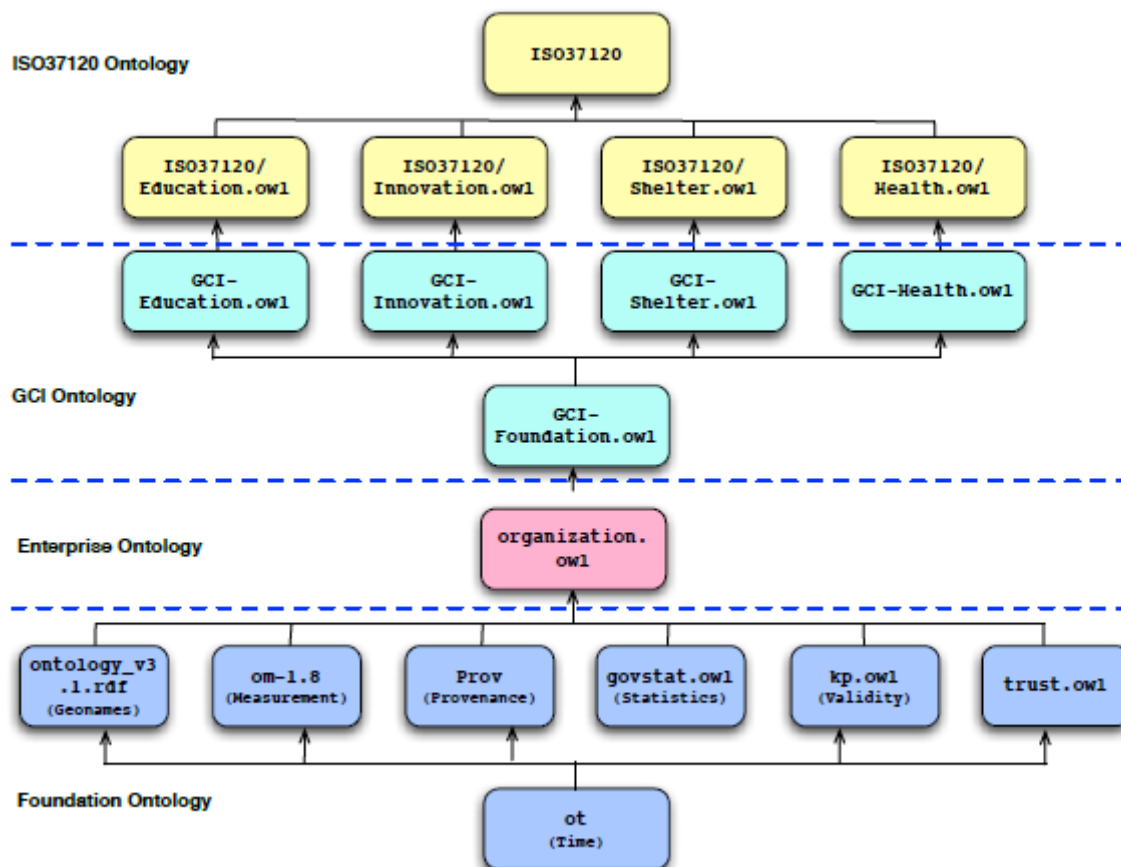 ISO37120 Ontology
ISO37120
ISO37120/
Education.owl
ISO37120/
Innovation.owl
ISO37120/
Shelter.owl
ISO37120/
Health.owl
GCI-
Education.owl
GCI-
Innovation.owl
GCI-
Shelter.owl
GCI-Health.owl
GCI Ontology
GCI-
Foundation.owl
Enterprise Ontology
organization.
owl
ontology_v3
.1.rdf
(Geonames)
om-1.8
(Measurement)
Prov
(Provenance)
govstat.owl
(Statistics)
kp.owl
(Validity)
trust.owl
Foundation Ontology
ot
(Time)